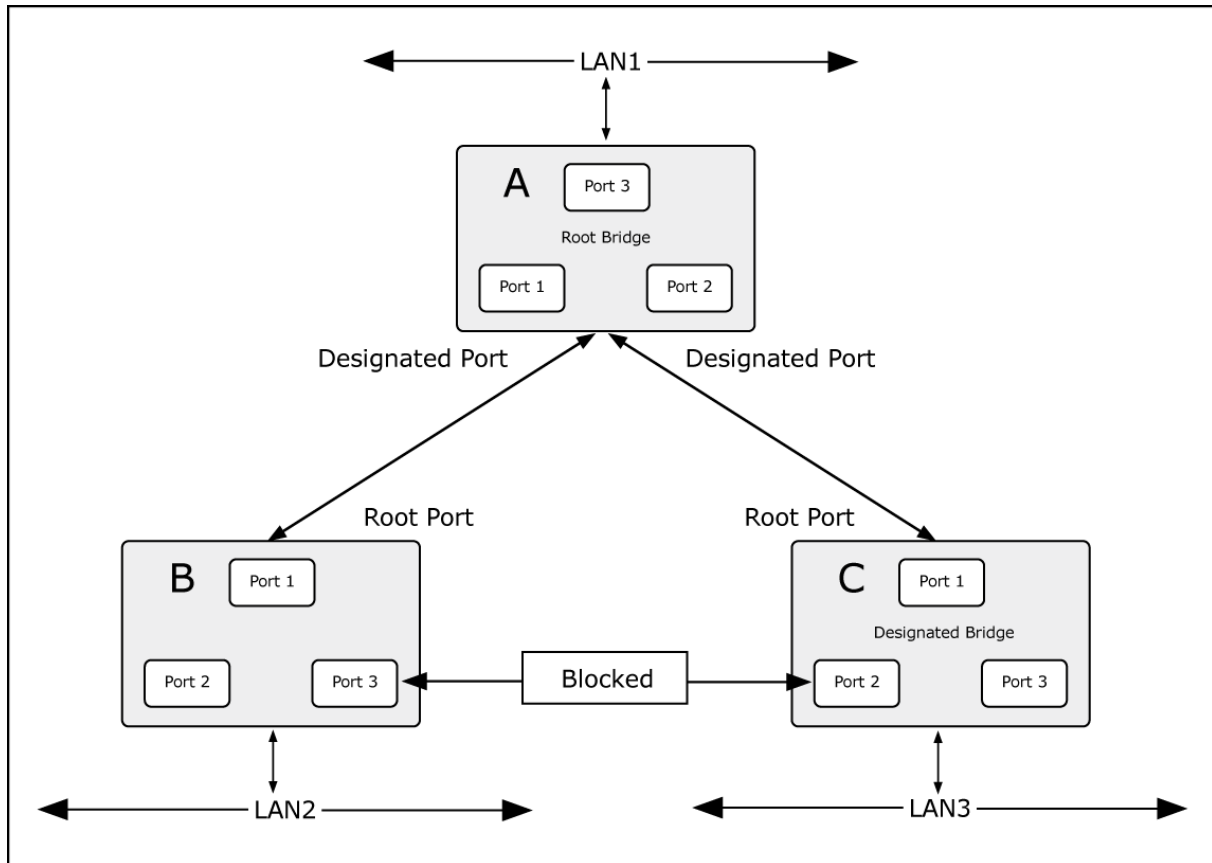 LAN1
A
Port 3
Root Bridge
Port 1
Port 2
Designated Port
Designated Port
Root Port
Root Port
B
Port 1
Port 2
Port 3
Blocked
C
Port 1
Designated Bridge
Port 2
Port 3
LAN2
LAN3